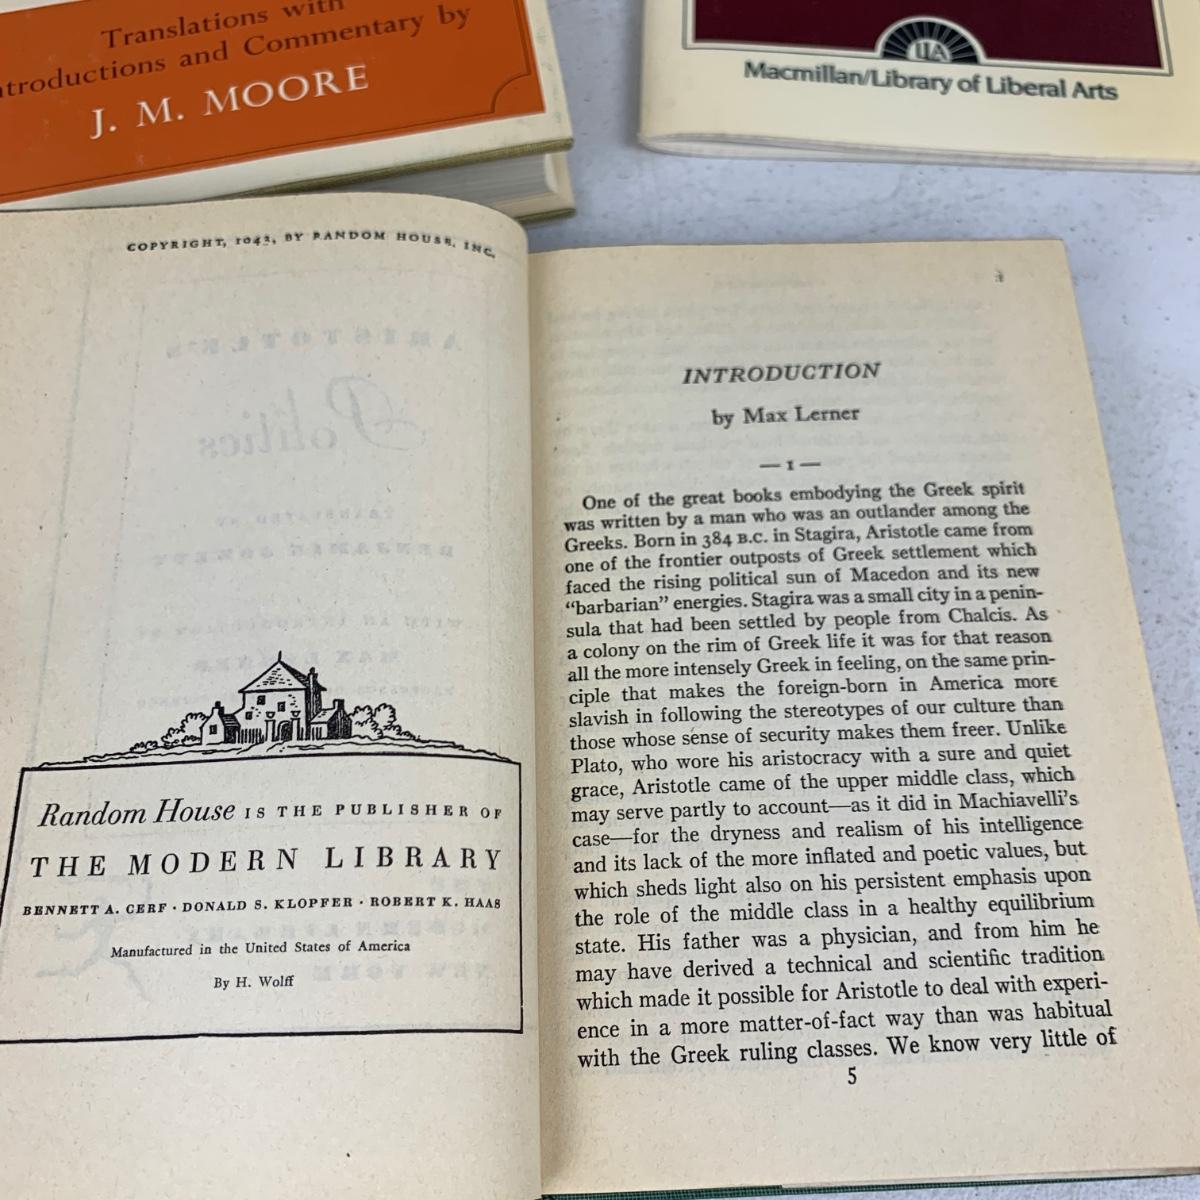 Translations with
Introductions and Commentary by
J. M. MOORE
LLA
Macmillan/Library of Liberal Arts
COPYRIGHT, 1943, BY RANDOM HOUSE, INC.
Random House IS THE PUBLISHER OF
THE MODERN LIBRARY
BENNETT A. CERF · DONALD S. KLOPFER · ROBERT K. HAAS
Manufactured in the United States of America
By H. Wolff
INTRODUCTION
by Max Lerner
— I —
One of the great books embodying the Greek spirit
was written by a man who was an outlander among the
Greeks. Born in 384 B.C. in Stagira, Aristotle came from
one of the frontier outposts of Greek settlement which
faced the rising political sun of Macedon and its new
“barbarian” energies. Stagira was a small city in a penin-
sula that had been settled by people from Chalcis. As
a colony on the rim of Greek life it was for that reason
all the more intensely Greek in feeling, on the same prin-
ciple that makes the foreign-born in America more
slavish in following the stereotypes of our culture than
those whose sense of security makes them freer. Unlike
Plato, who wore his aristocracy with a sure and quiet
grace, Aristotle came of the upper middle class, which
may serve partly to account—as it did in Machiavelli's
case—for the dryness and realism of his intelligence
and its lack of the more inflated and poetic values, but
which sheds light also on his persistent emphasis upon
the role of the middle class in a healthy equilibrium
state. His father was a physician, and from him he
may have derived a technical and scientific tradition
which made it possible for Aristotle to deal with experi-
ence in a more matter-of-fact way than was habitual
with the Greek ruling classes. We know very little of
5